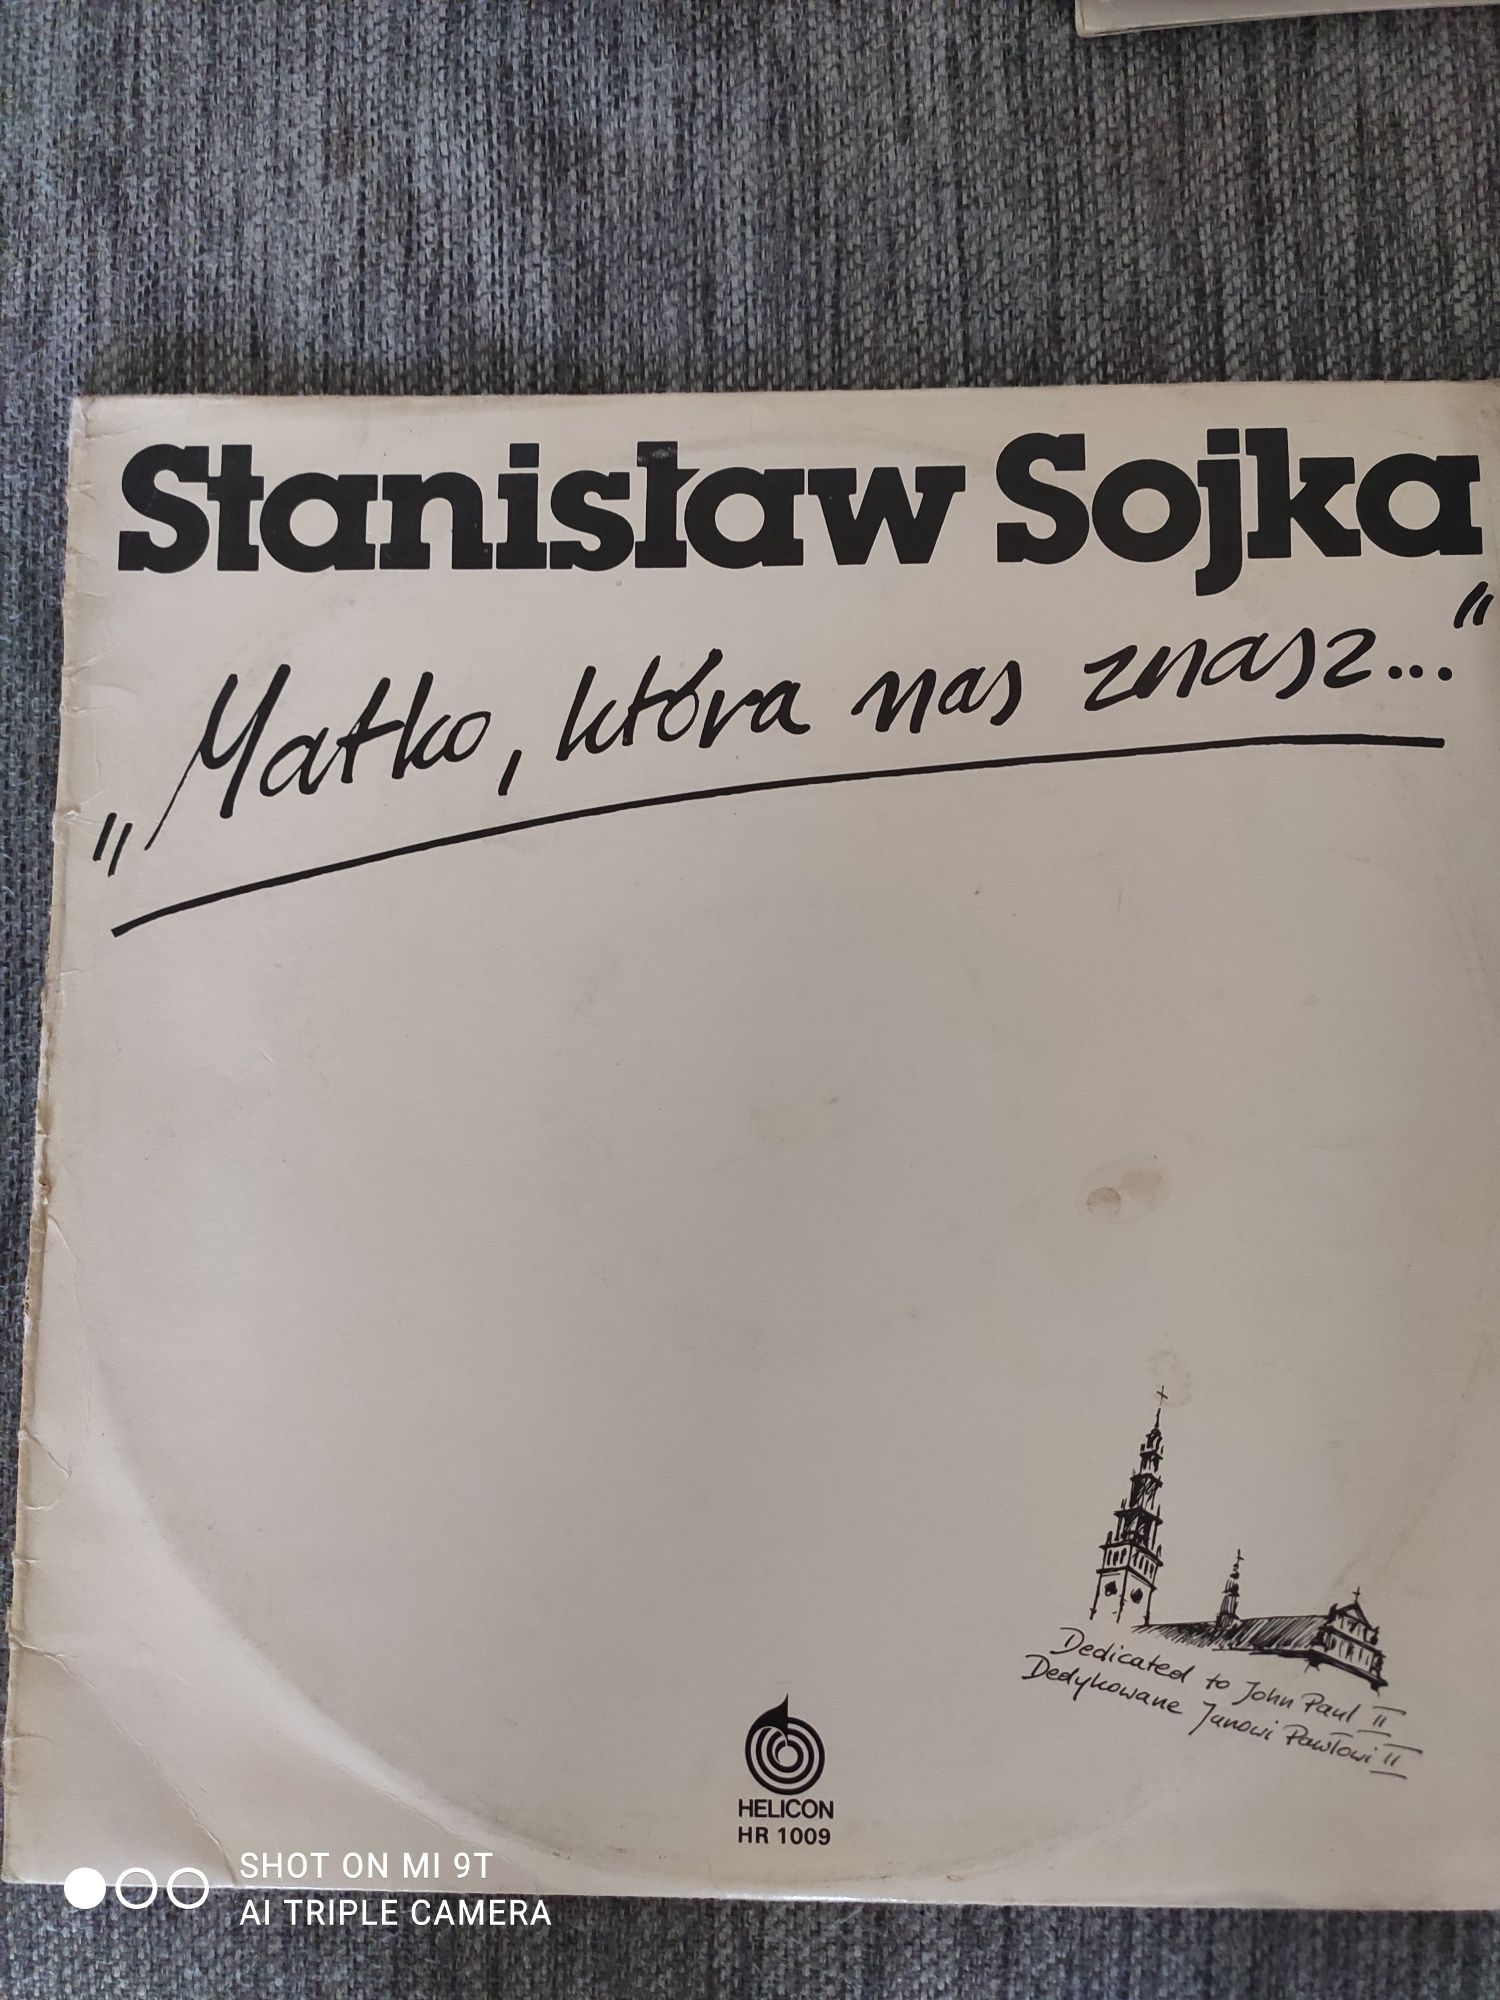 Stanisław Sojka
„Matko, która nas znasz..."
Dedicated to John Paul II
Dedykowane Janowi Pawłowi II
HELICON
HR 1009
SHOT ON MI 9T
AI TRIPLE CAMERA